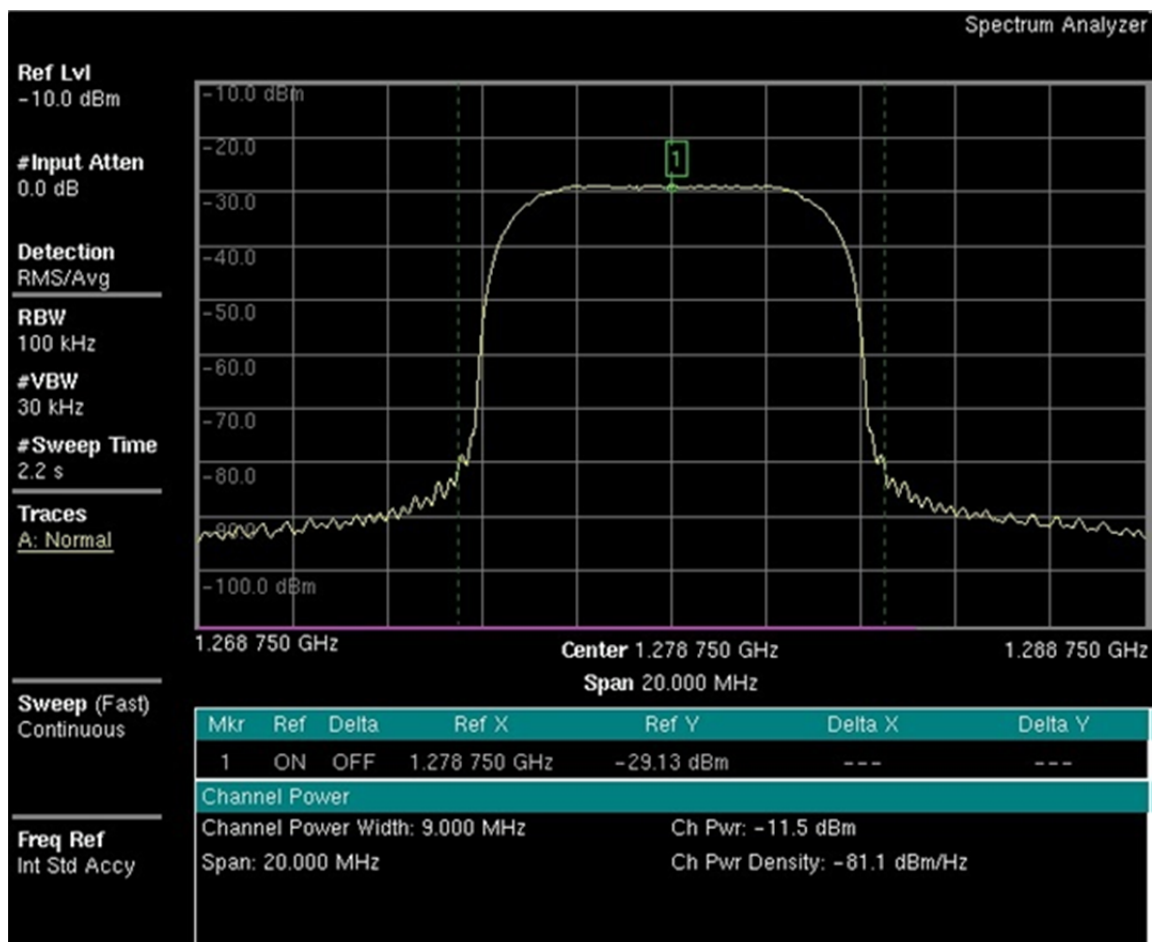 Spectrum Analyzer
Ref Lvl
-10.0 dBm
#Input Atten
0.0 dB
Detection
RMS/Avg
RBW
100 kHz
#VBW
30 kHz
#Sweep Time
2.2 s
Traces
A: Normal
Sweep (Fast)
Continuous
Freq Ref
Int Std Accy
-10.0 dBm
-20.0
1
-30.0
-40.0
-50.0
-60.0
-70.0
-80.0
-90.0
-100.0 dBm
1.268 750 GHz Center 1.278 750 GHz 1.288 750 GHz
Span 20.000 MHz
Mkr Ref Delta Ref X Ref Y Delta X Delta Y
1 ON OFF 1.278 750 GHz -29.13 dBm --- ---
Channel Power
Channel Power Width: 9.000 MHz Ch Pwr: -11.5 dBm
Span: 20.000 MHz Ch Pwr Density: -81.1 dBm/Hz